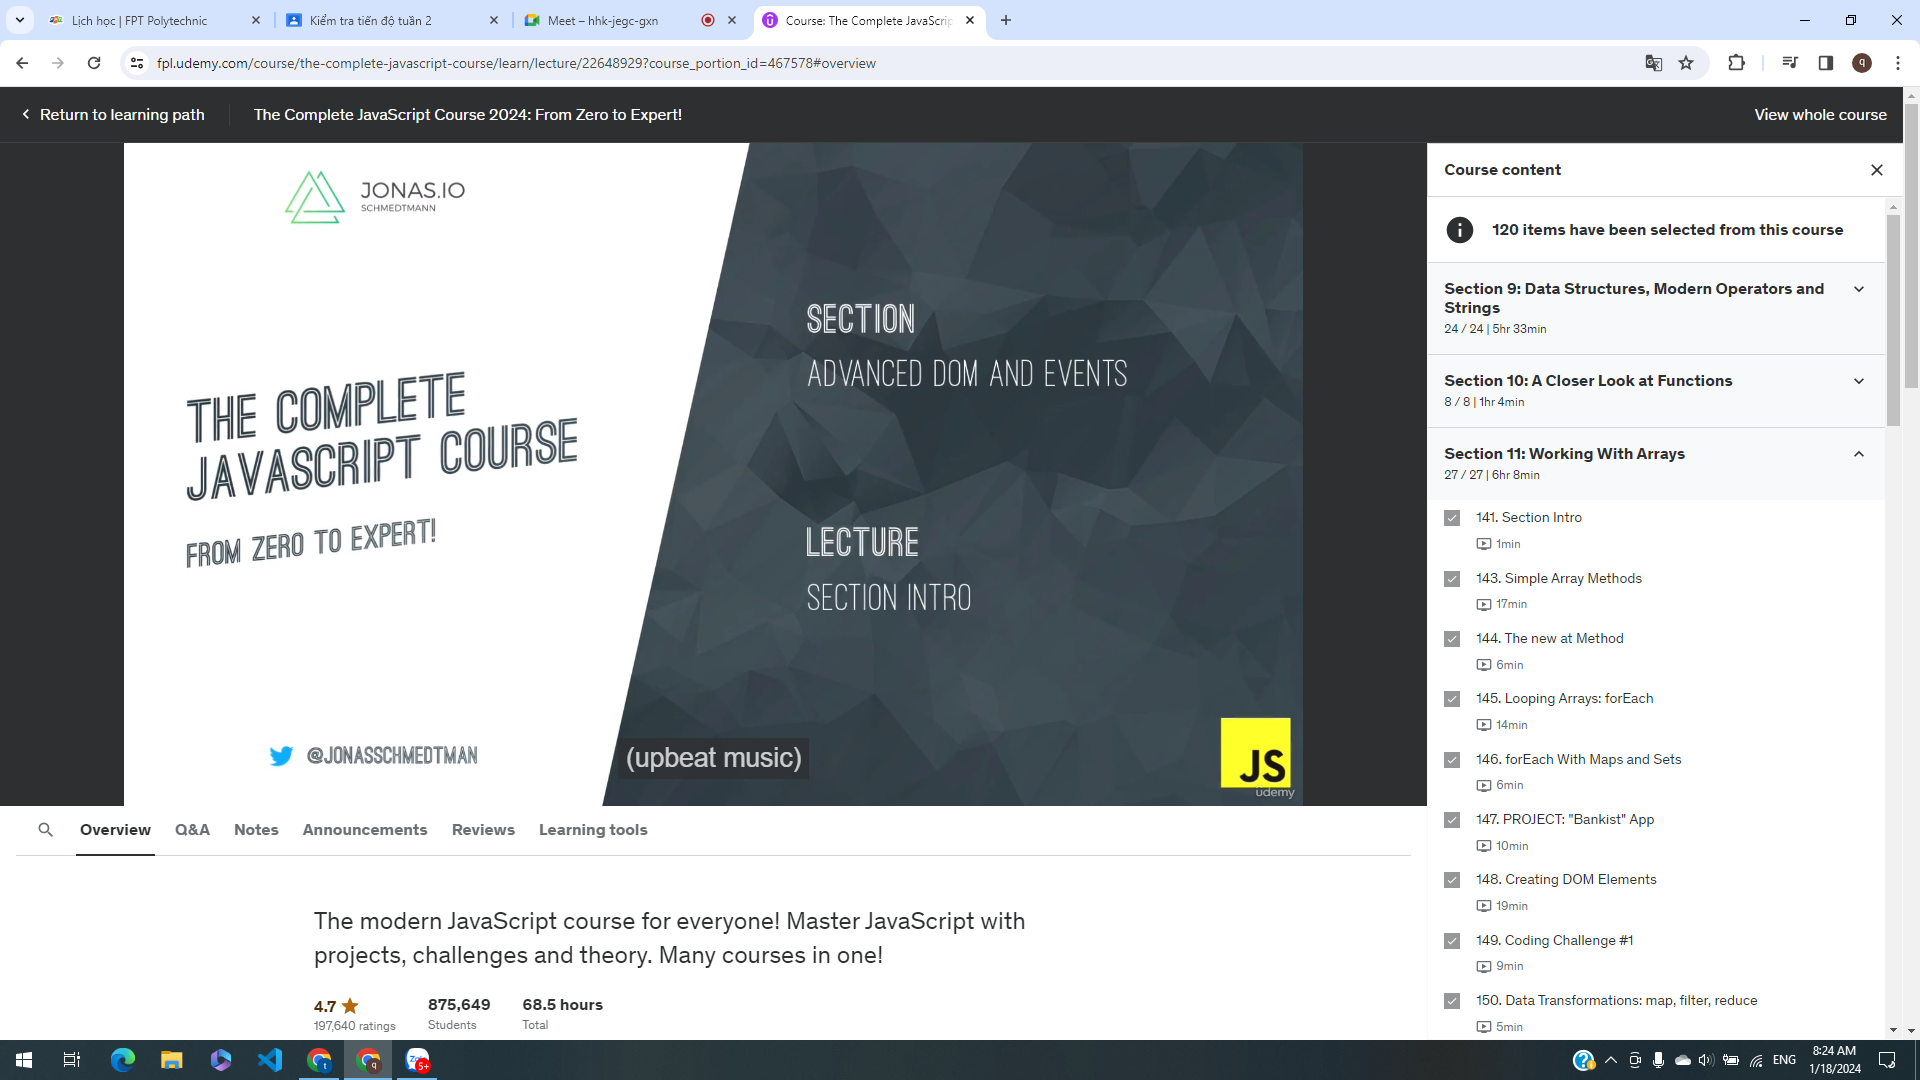 Lịch học | FPT Polytechnic
Kiểm tra tiến độ tuần 2
Meet – hhk-jegc-gxn
Course: The Complete JavaScrip
fpl.udemy.com/course/the-complete-javascript-course/learn/lecture/22648929?course_portion_id=467578#overview
q
Return to learning path
The Complete JavaScript Course 2024: From Zero to Expert!
View whole course
JONAS.IO
SCHMEDTMANN
THE COMPLETE
JAVASCRIPT COURSE
FROM ZERO TO EXPERT!
@JONASSCHMEDTMAN
SECTION
ADVANCED DOM AND EVENTS
LECTURE
SECTION INTRO
(upbeat music)
JS
ûdemy
Course content
120 items have been selected from this course
Section 9: Data Structures, Modern Operators and
Strings
24 / 24 | 5hr 33min
Section 10: A Closer Look at Functions
8 / 8 | 1hr 4min
Section 11: Working With Arrays
27 / 27 | 6hr 8min
141. Section Intro
1min
143. Simple Array Methods
17min
144. The new at Method
6min
145. Looping Arrays: forEach
14min
146. forEach With Maps and Sets
6min
147. PROJECT: "Bankist" App
10min
148. Creating DOM Elements
19min
149. Coding Challenge #1
9min
150. Data Transformations: map, filter, reduce
5min
Overview
Q&A
Notes
Announcements
Reviews
Learning tools
The modern JavaScript course for everyone! Master JavaScript with
projects, challenges and theory. Many courses in one!
4.7
197,640 ratings
875,649
Students
68.5 hours
Total
t
q
Zalo
5+
ENG
8:24 AM
1/18/2024